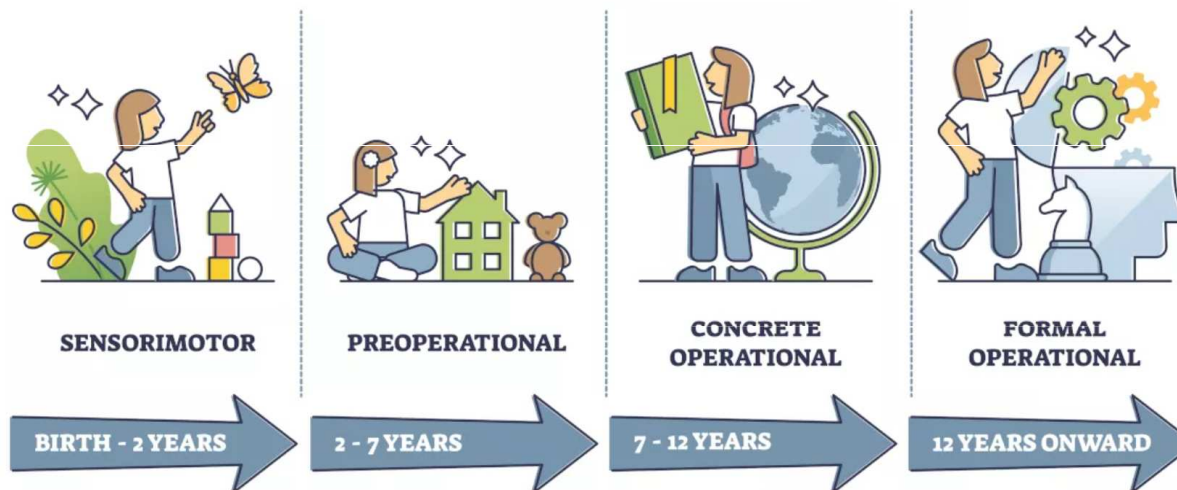 SENSORIMOTOR
PREOPERATIONAL
CONCRETE
OPERATIONAL
FORMAL
OPERATIONAL
BIRTH - 2 YEARS
2 - 7 YEARS
7 - 12 YEARS
12 YEARS ONWARD